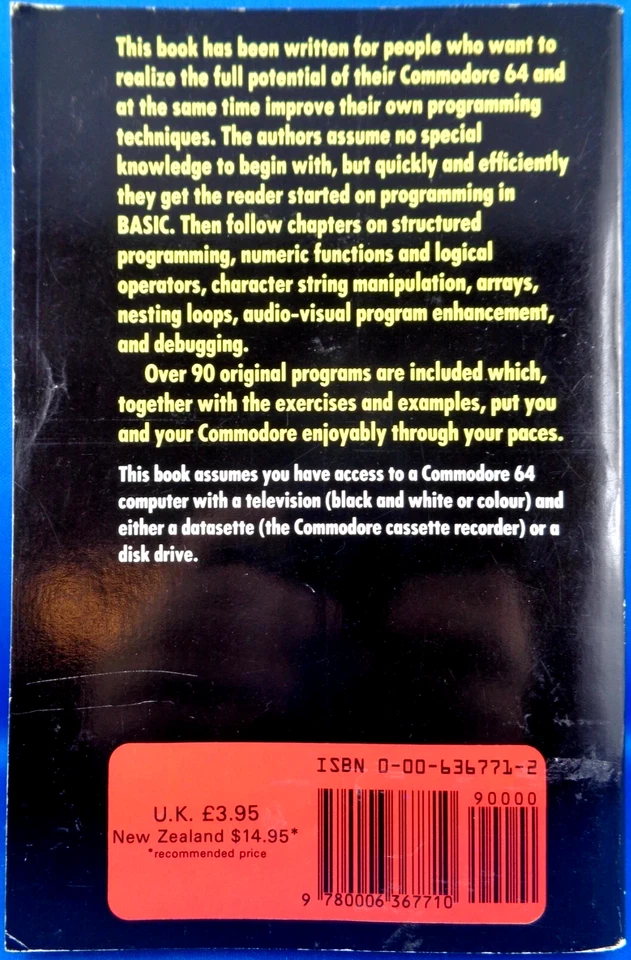 This book has been written for people who want to
realize the full potential of their Commodore 64 and
at the same time improve their own programming
techniques. The authors assume no special
knowledge to begin with, but quickly and efficiently
they get the reader started on programming in
BASIC. Then follow chapters on structured
programming, numeric functions and logical
operators, character string manipulation, arrays,
nesting loops, audio-visual program enhancement,
and debugging.
Over 90 original programs are included which,
together with the exercises and examples, put you
and your Commodore enjoyably through your paces.
This book assumes you have access to a Commodore 64
computer with a television (black and white or colour) and
either a datasette (the Commodore cassette recorder) or a
disk drive.
ISBN 0-00-636771-2
90000
U.K. £3.95
New Zealand $14.95*
*recommended price
9 780006 367710